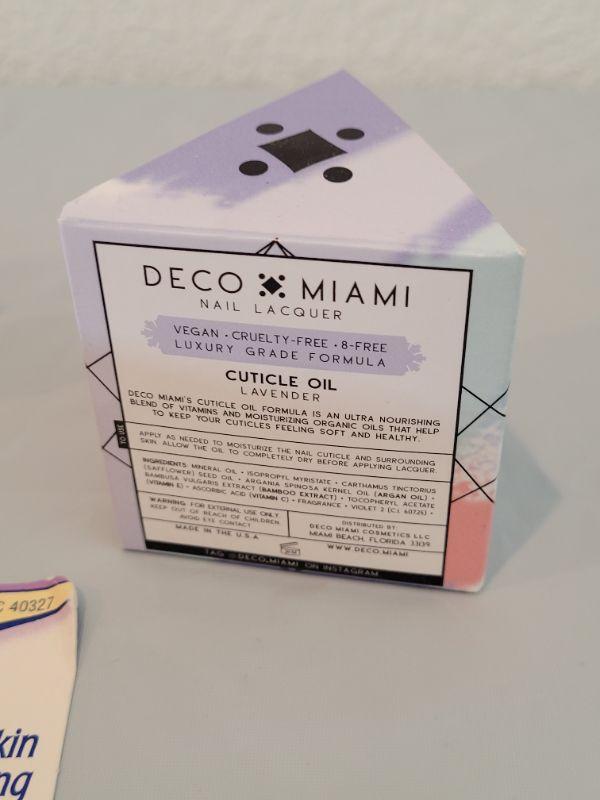 DECO MIAMI
NAIL LACQUER
VEGAN • CRUELTY-FREE • 8-FREE
LUXURY GRADE FORMULA
CUTICLE OIL
LAVENDER
DECO MIAMI'S CUTICLE OIL FORMULA IS AN ULTRA NOURISHING
BLEND OF VITAMINS AND MOISTURIZING ORGANIC OILS THAT HELP
TO KEEP YOUR CUTICLES FEELING SOFT AND HEALTHY.
TO USE
APPLY AS NEEDED TO MOISTURIZE THE NAIL CUTICLE AND SURROUNDING
SKIN. ALLOW THE OIL TO COMPLETELY DRY BEFORE APPLYING LACQUER.
INGREDIENTS: MINERAL OIL • ISOPROPYL MYRISTATE • CARTHAMUS TINCTORIUS
(SAFFLOWER) SEED OIL • ARGANIA SPINOSA KERNEL OIL (ARGAN OIL) •
BAMBUSA VULGARIS EXTRACT (BAMBOO EXTRACT) • TOCOPHERYL ACETATE
(VITAMIN E) • ASCORBIC ACID (VITAMIN C) • FRAGRANCE • VIOLET 2 (C.I. 60725) •
WARNING: FOR EXTERNAL USE ONLY
KEEP OUT OF REACH OF CHILDREN.
AVOID EYE CONTACT
MADE IN THE U.S.A
DISTRIBUTED BY:
DECO MIAMI COSMETICS LLC
MIAMI BEACH, FLORIDA 33139
WWW.DECO.MIAMI
TAG @DECO.MIAMI ON INSTAGRAM
C 40327
kin
ng